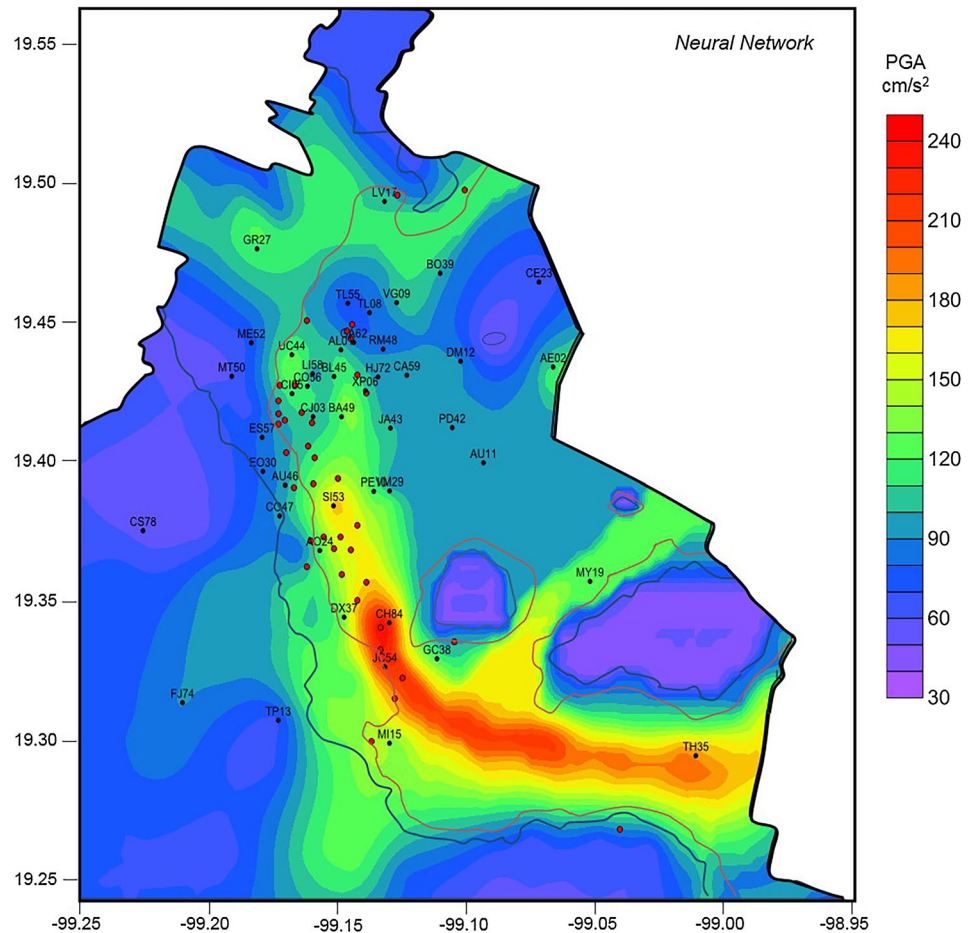 Neural Network
PGA
cm/s²
240
210
180
150
120
90
60
30
19.55
19.50
19.45
19.40
19.35
19.30
19.25
-99.25
-99.20
-99.15
-99.10
-99.05
-99.00
-98.95
LV17
GR27
BO39
CE23
TL55
VG09
TL08
ME52
UC44
AL01
RM48
DM12
AE02
MT50
LI58
BL45
HJ72
CA59
CO56
XP06
CJ03
BA49
JA43
PD42
ES57
AU11
EO30
AU46
VM29
SI53
CO47
CS78
AO24
MY19
DX37
CH84
GC38
JC54
FJ74
TP13
MI15
TH35